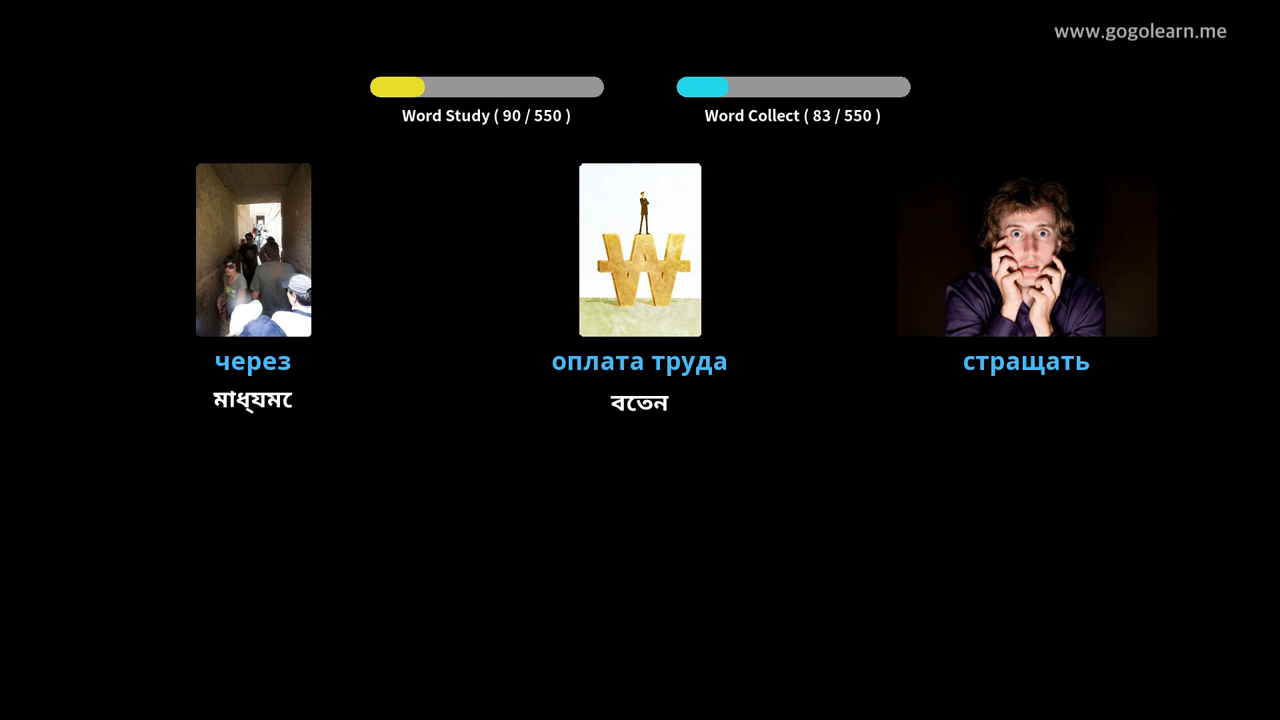 www.gogolearn.me
Word Study ( 90 / 550 )
Word Collect ( 83 / 550 )
через
оплата труда
стращать
মাধ্যমে
বেতন